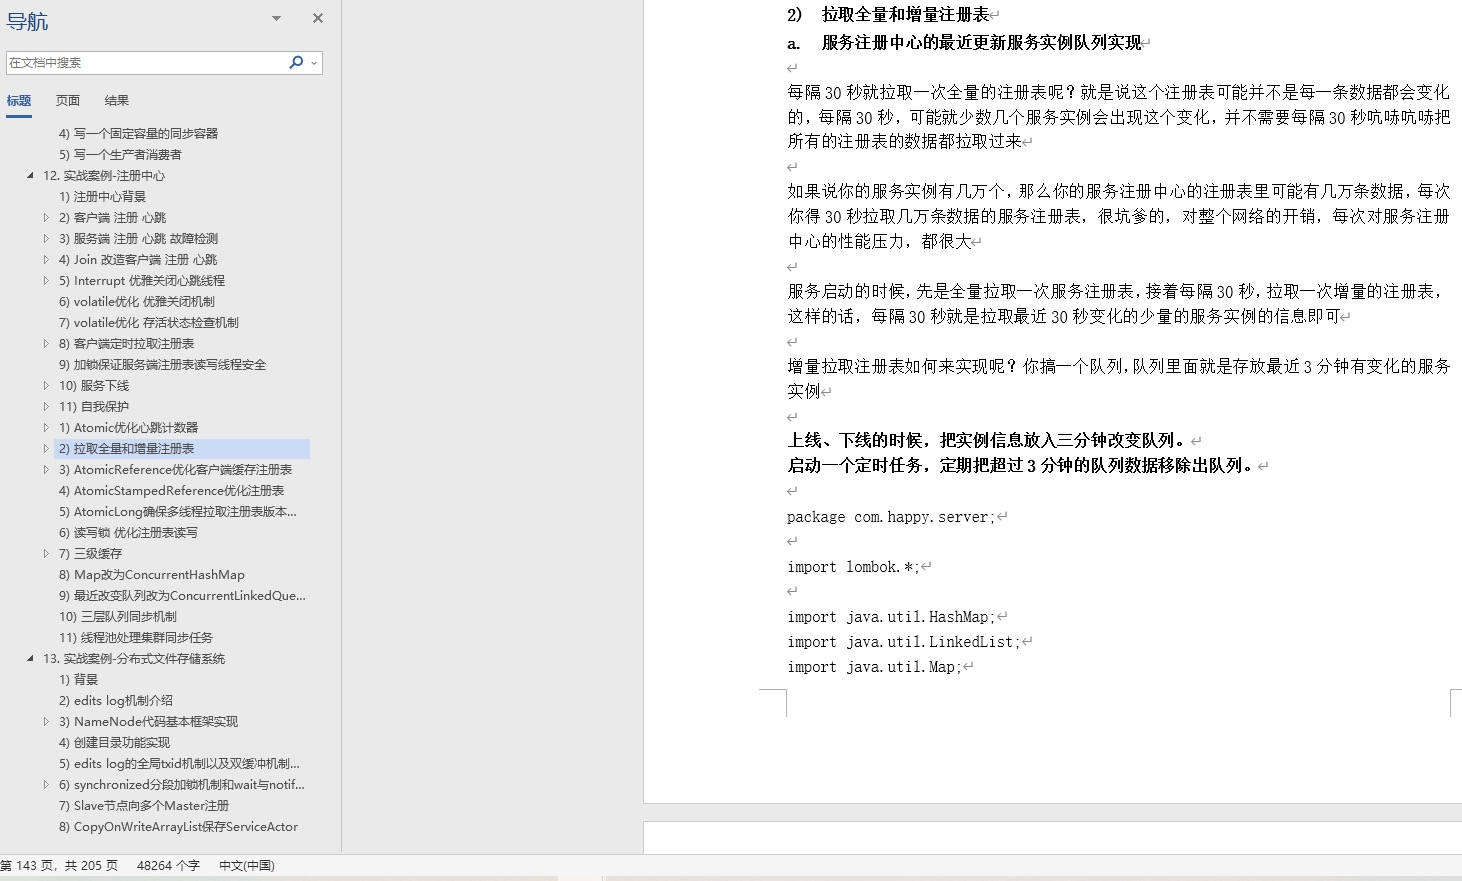 导航
在文档中搜索
标题 页面 结果
4) 写一个固定容量的同步容器
5) 写一个生产者消费者
12. 实战案例-注册中心
1) 注册中心背景
2) 客户端 注册 心跳
3) 服务端 注册 心跳 故障检测
4) Join 改造客户端 注册 心跳
5) Interrupt 优雅关闭心跳线程
6) volatile优化 优雅关闭机制
7) volatile优化 存活状态检查机制
8) 客户端定时拉取注册表
9) 加锁保证服务端注册表读写线程安全
10) 服务下线
11) 自我保护
1) Atomic优化心跳计数器
2) 拉取全量和增量注册表
3) AtomicReference优化客户端缓存注册表
4) AtomicStampedReference优化注册表
5) AtomicLong确保多线程拉取注册表版本...
6) 读写锁 优化注册表读写
7) 三级缓存
8) Map改为ConcurrentHashMap
9) 最近改变队列改为ConcurrentLinkedQue...
10) 三层队列同步机制
11) 线程池处理集群同步任务
13. 实战案例-分布式文件存储系统
1) 背景
2) edits log机制介绍
3) NameNode代码基本框架实现
4) 创建目录功能实现
5) edits log的全局txid机制以及双缓冲机制...
6) synchronized分段加锁机制和wait与notif...
7) Slave节点向多个Master注册
8) CopyOnWriteArrayList保存ServiceActor
2) 拉取全量和增量注册表
a. 服务注册中心的最近更新服务实例队列实现
每隔 30 秒就拉取一次全量的注册表呢？就是说这个注册表可能并不是每一条数据都会变化
的，每隔 30 秒，可能就少数几个服务实例会出现这个变化，并不需要每隔 30 秒吭哧吭哧把
所有的注册表的数据都拉取过来
如果说你的服务实例有几万个，那么你的服务注册中心的注册表里可能有几万条数据，每次
你得 30 秒拉取几万条数据的服务注册表，很坑爹的，对整个网络的开销，每次对服务注册
中心的性能压力，都很大
服务启动的时候，先是全量拉取一次服务注册表，接着每隔 30 秒，拉取一次增量的注册表，
这样的话，每隔 30 秒就是拉取最近 30 秒变化的少量的服务实例的信息即可
增量拉取注册表如何来实现呢？你搞一个队列，队列里面就是存放最近 3 分钟有变化的服务
实例
上线、下线的时候，把实例信息放入三分钟改变队列。
启动一个定时任务，定期把超过 3 分钟的队列数据移除出队列。
package com.happy.server;
import lombok.*;
import java.util.HashMap;
import java.util.LinkedList;
import java.util.Map;
第 143 页，共 205 页 48264 个字 中文(中国)